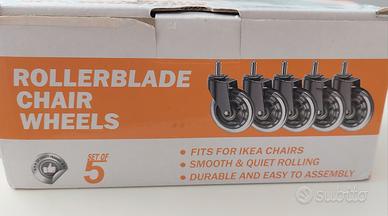 ROLLERBLADE
CHAIR
WHEELS
SET OF
5
• FITS FOR IKEA CHAIRS
• SMOOTH & QUIET ROLLING
• DURABLE AND EASY TO ASSEMBLY
subito